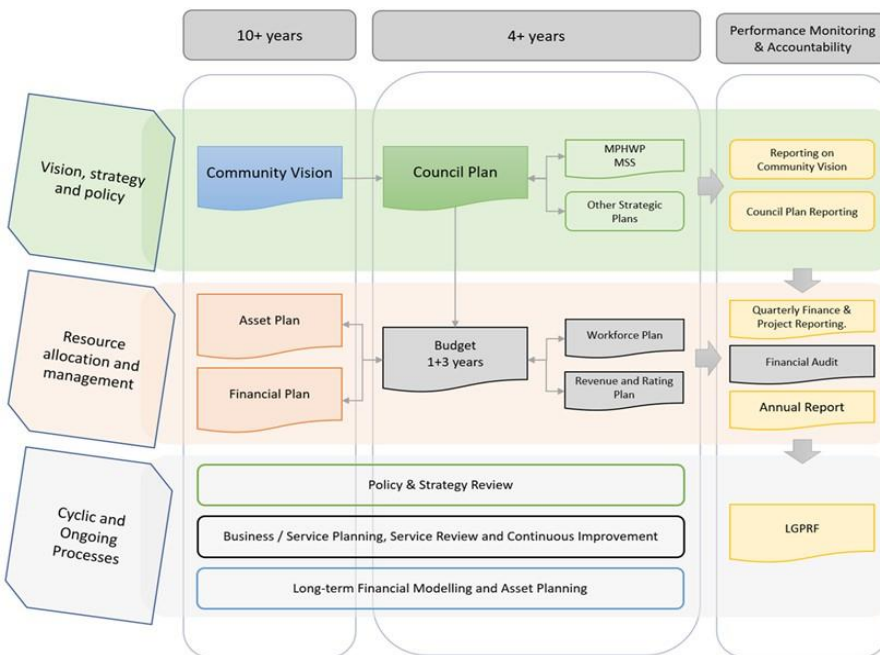 10+ years
4+ years
Performance Monitoring
& Accountability
Vision, strategy
and policy
Community Vision
Council Plan
MPHWP
MSS
Other Strategic
Plans
Reporting on
Community Vision
Council Plan Reporting
Resource
allocation and
management
Asset Plan
Financial Plan
Budget
1+3 years
Workforce Plan
Revenue and Rating
Plan
Quarterly Finance &
Project Reporting.
Financial Audit
Annual Report
Cyclic and
Ongoing
Processes
Policy & Strategy Review
Business / Service Planning, Service Review and Continuous Improvement
Long-term Financial Modelling and Asset Planning
LGPRF